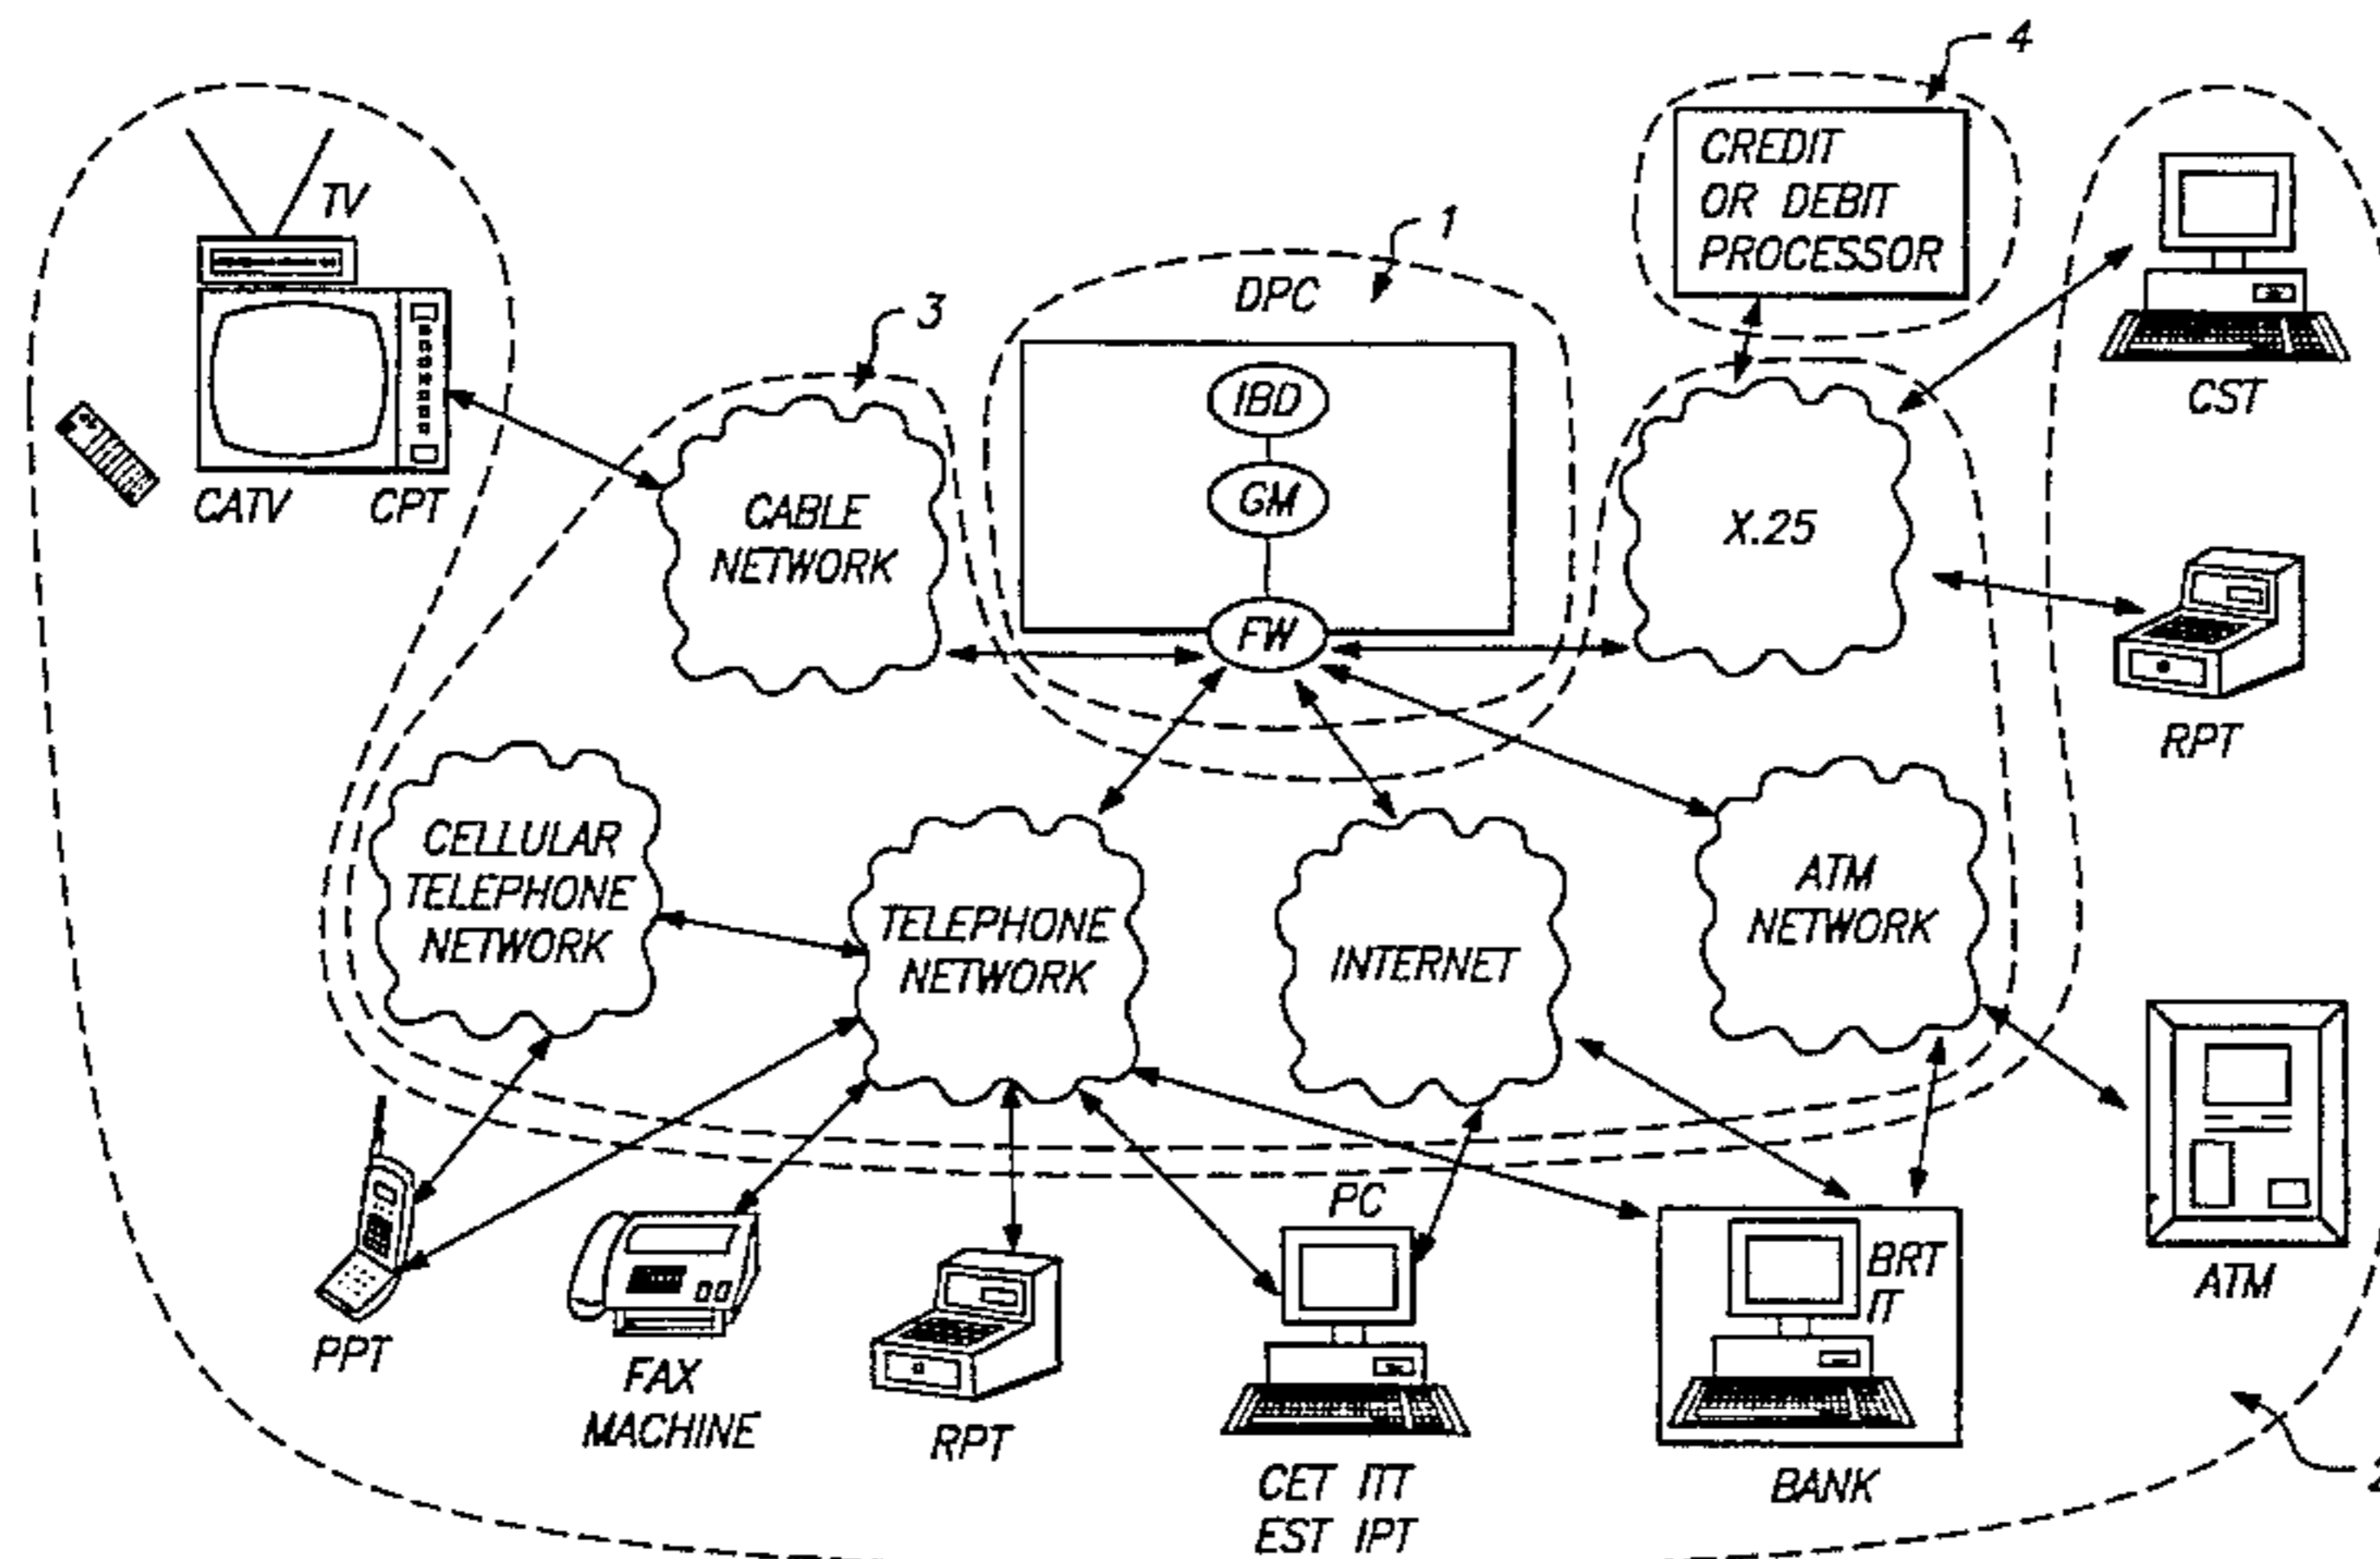 4
CREDIT
OR DEBIT
PROCESSOR
TV
1
DPC
3
IBD
CST
CATV CPT
GM
CABLE
NETWORK
X.25
FW
RPT
CELLULAR
TELEPHONE
NETWORK
TELEPHONE
NETWORK
INTERNET
ATM
NETWORK
PC
BRT
IT
ATM
PPT
FAX
MACHINE
RPT
CET ITT
EST IPT
BANK
2